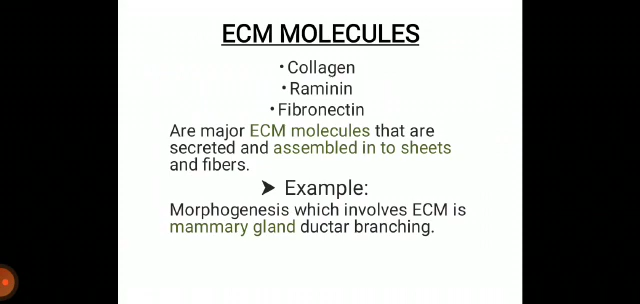 ECM MOLECULES
• Collagen
• Raminin
• Fibronectin
Are major ECM molecules that are
secreted and assembled in to sheets
and fibers.
➤ Example:
Morphogenesis which involves ECM is
mammary gland ductar branching.